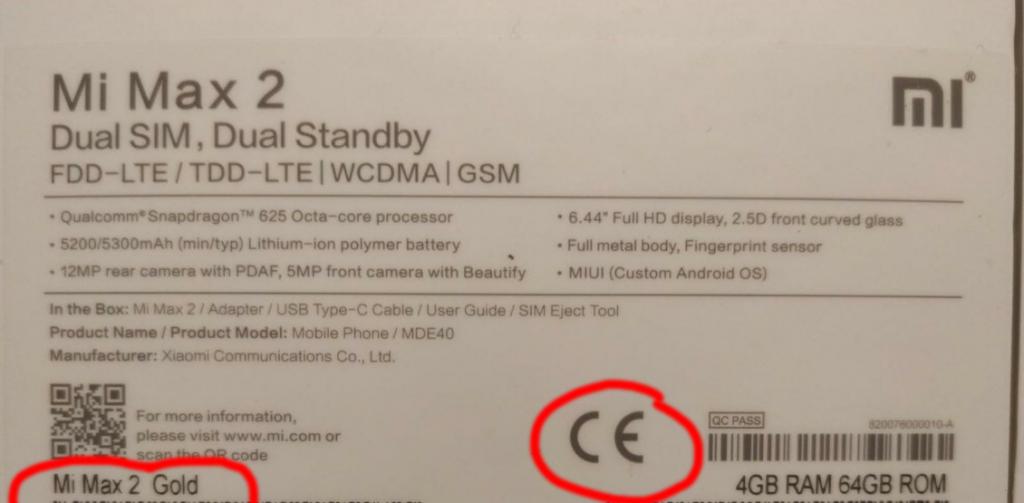 Mi Max 2
mi®
Dual SIM, Dual Standby
FDD-LTE / TDD-LTE | WCDMA | GSM
• Qualcomm® Snapdragon™ 625 Octa-core processor
• 5200/5300mAh (min/typ) Lithium-ion polymer battery
• 12MP rear camera with PDAF, 5MP front camera with Beautify
• 6.44" Full HD display, 2.5D front curved glass
• Full metal body, Fingerprint sensor
• MIUI (Custom Android OS)
In the Box: Mi Max 2 / Adapter / USB Type-C Cable / User Guide / SIM Eject Tool
Product Name / Product Model: Mobile Phone / MDE40
Manufacturer: Xiaomi Communications Co., Ltd.
For more information,
please visit www.mi.com or
scan the QR code
CE
QC PASS
820076000010-A
Mi Max 2 Gold
4GB RAM 64GB ROM